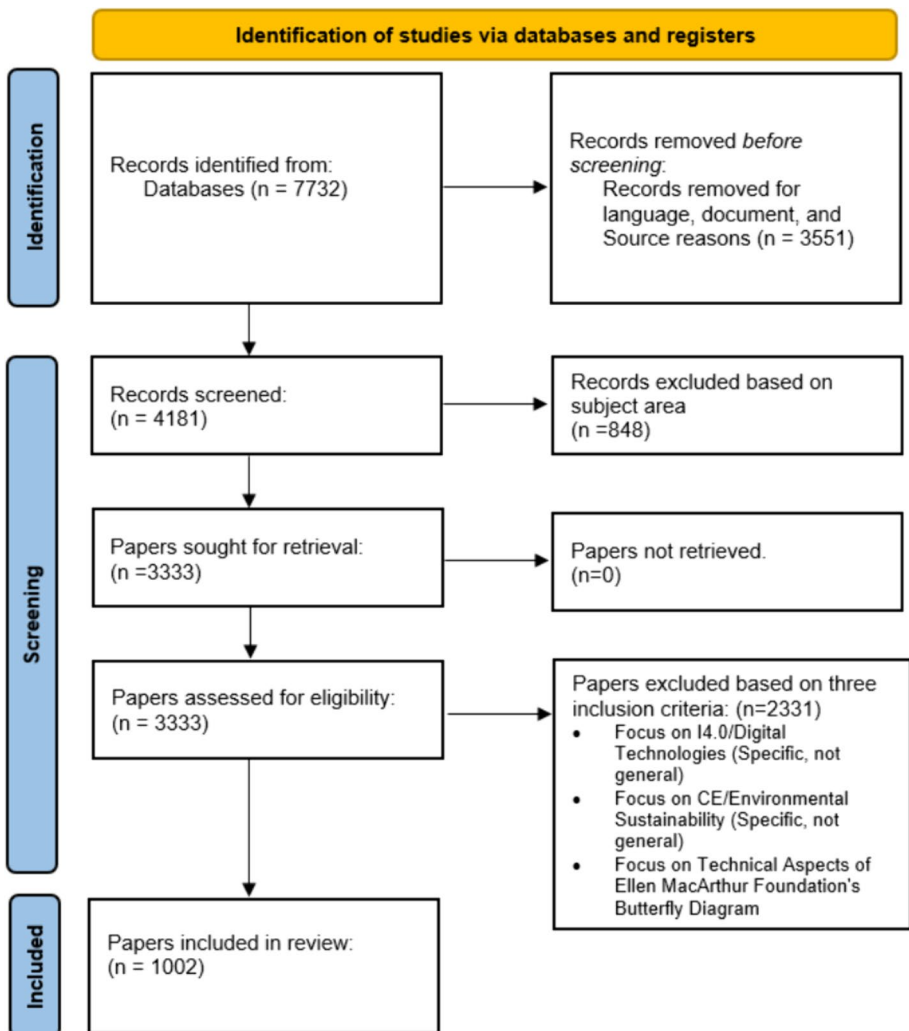 Identification of studies via databases and registers
Identification
Records identified from:
Databases (n = 7732)
Records removed before
screening:
Records removed for
language, document, and
Source reasons (n = 3551)
Screening
Records screened:
(n = 4181)
Records excluded based on
subject area
(n =848)
Papers sought for retrieval:
(n =3333)
Papers not retrieved.
(n=0)
Papers assessed for eligibility:
(n = 3333)
Papers excluded based on three
inclusion criteria: (n=2331)
• Focus on I4.0/Digital
Technologies (Specific, not
general)
• Focus on CE/Environmental
Sustainability (Specific, not
general)
• Focus on Technical Aspects of
Ellen MacArthur Foundation's
Butterfly Diagram
Included
Papers included in review:
(n = 1002)